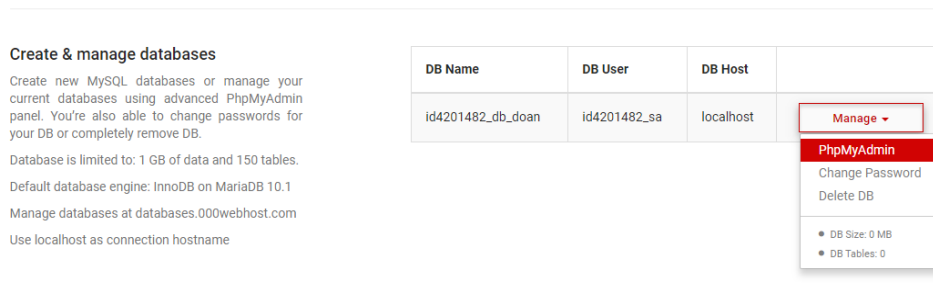 Create & manage databases
Create new MySQL databases or manage your
current databases using advanced PhpMyAdmin
panel. You're also able to change passwords for
your DB or completely remove DB.
Database is limited to: 1 GB of data and 150 tables.
Default database engine: InnoDB on MariaDB 10.1
Manage databases at databases.000webhost.com
Use localhost as connection hostname
DB Name DB User DB Host
id4201482_db_doan id4201482_sa localhost Manage
PhpMyAdmin
Change Password
Delete DB
DB Size: 0 MB
DB Tables: 0